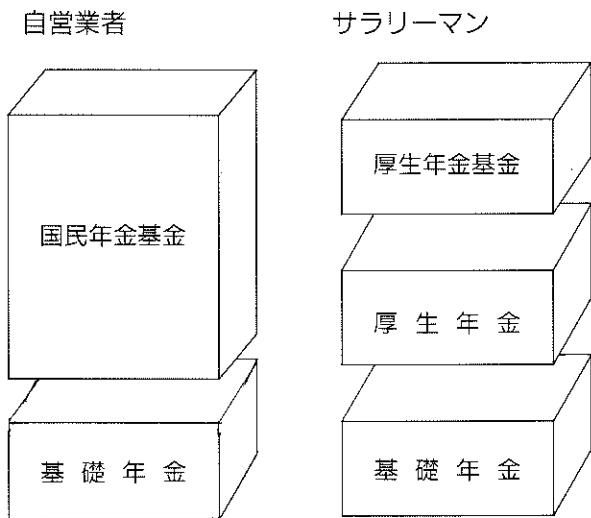 自営業者
サラリーマン
国民年金基金
基礎年金
厚生年金基金
厚生年金
基礎年金